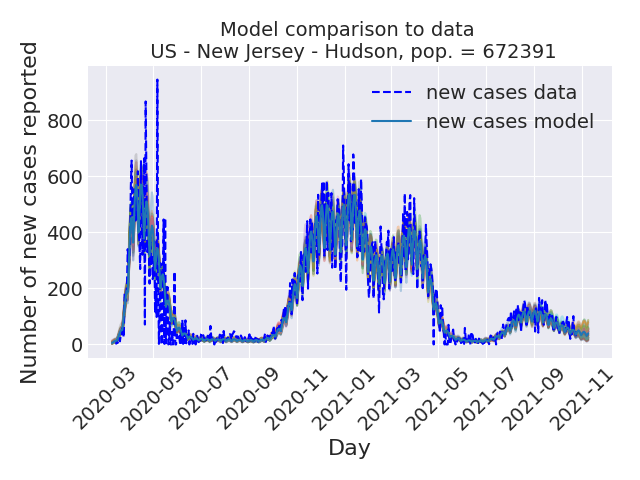 Model comparison to data
US - New Jersey - Hudson, pop. = 672391
Number of new cases reported
800
600
400
200
0
new cases data
new cases model
2020-03
2020-05
2020-07
2020-09
2020-11
2021-01
2021-03
2021-05
2021-07
2021-09
2021-11
Day